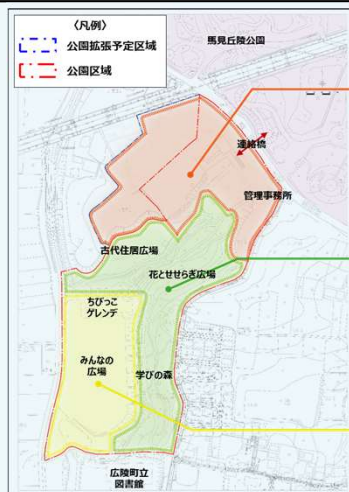 〈凡例〉
公園拡張予定区域
公園区域
馬見丘陵公園
連絡橋
管理事務所
古代住居広場
花とせせらぎ広場
ちびっこ
ゲレンデ
みんなの
広場
学びの森
広陵町立
図書館